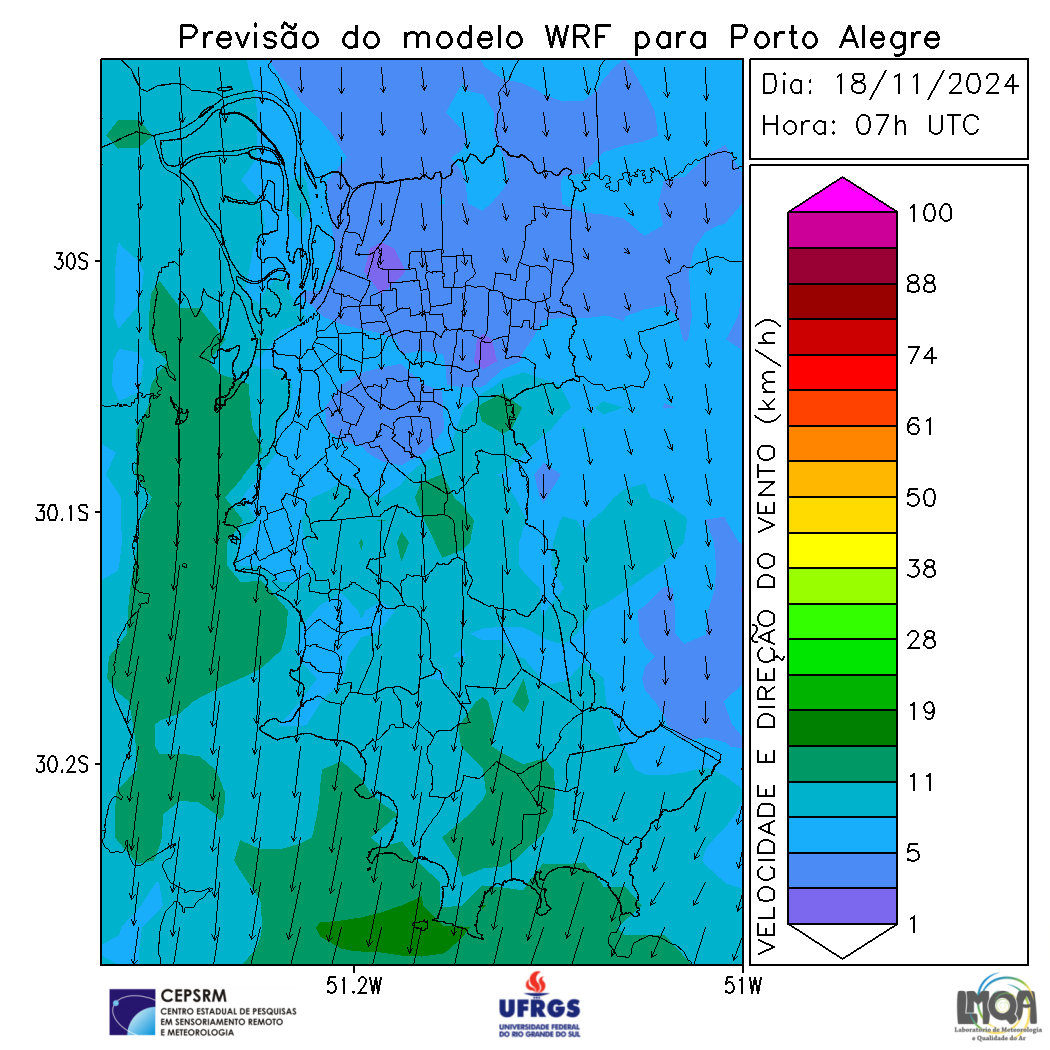 Previsão do modelo WRF para Porto Alegre
Dia: 18/11/2024
Hora: 07h UTC
30S
30.1S
30.2S
51.2W
51W
VELOCIDADE E DIREÇÃO DO VENTO (km/h)
100
88
74
61
50
38
28
19
11
5
1
CEPSRM
CENTRO ESTADUAL DE PESQUISAS
EM SENSORIAMENTO REMOTO
E METEOROLOGIA
UFRGS
UNIVERSIDADE FEDERAL
DO RIO GRANDE DO SUL
LMQA
Laboratório de Meteorologia
e Qualidade do Ar